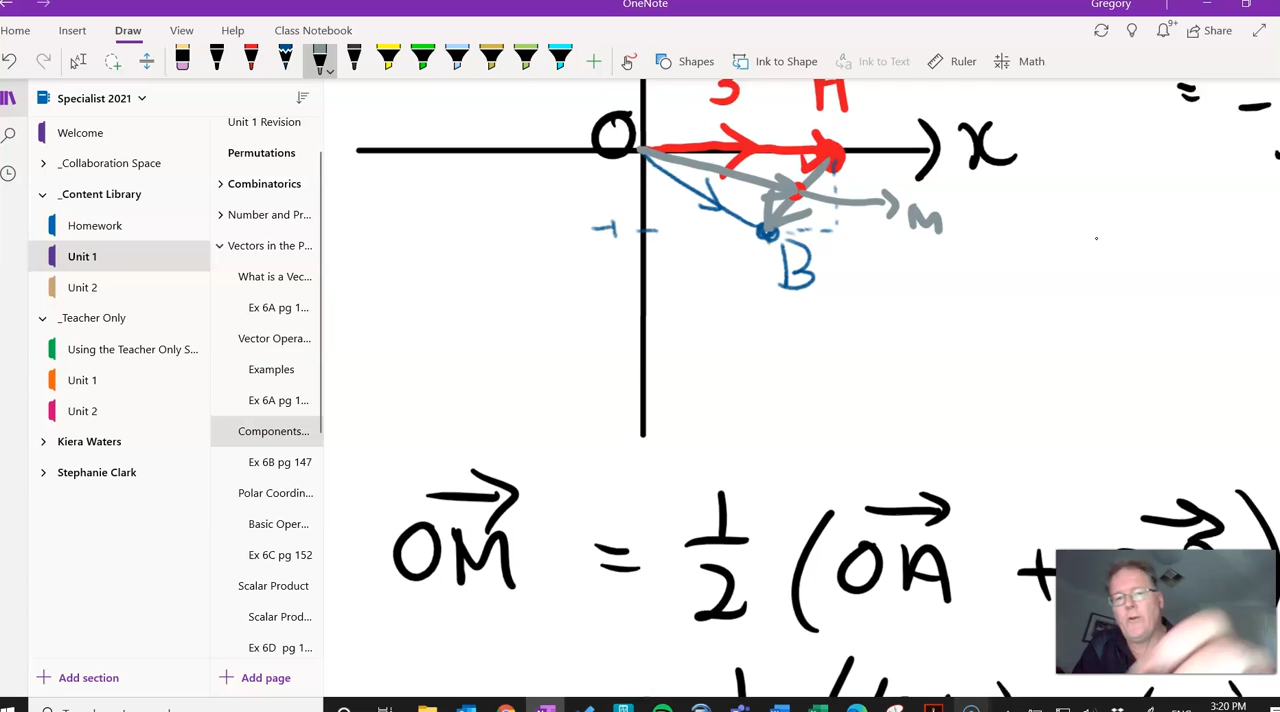 OneNote
Gregory
Home Insert Draw View Help Class Notebook
9+
Share
Shapes Ink to Shape Ink to Text Ruler Math
Specialist 2021
Welcome
_Collaboration Space
_Content Library
Homework
Unit 1
Unit 2
_Teacher Only
Using the Teacher Only S...
Unit 1
Unit 2
Kiera Waters
Stephanie Clark
Add section
Unit 1 Revision
Permutations
Combinatorics
Number and Pr...
Vectors in the P...
What is a Vec...
Ex 6A pg 1...
Vector Opera...
Examples
Ex 6A pg 1...
Components...
Ex 6B pg 147
Polar Coordin...
Basic Oper...
Ex 6C pg 152
Scalar Product
Scalar Prod...
Ex 6D pg 1...
Add page
A
= -
O x
M
-1
B
OM = 1/2 (OA +
ENG
3:20 PM